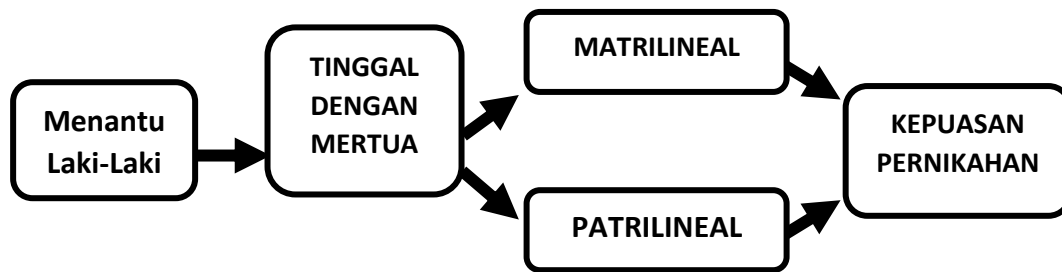 Menantu
Laki-Laki
TINGGAL
DENGAN
MERTUA
MATRILINEAL
PATRILINEAL
KEPUASAN
PERNIKAHAN